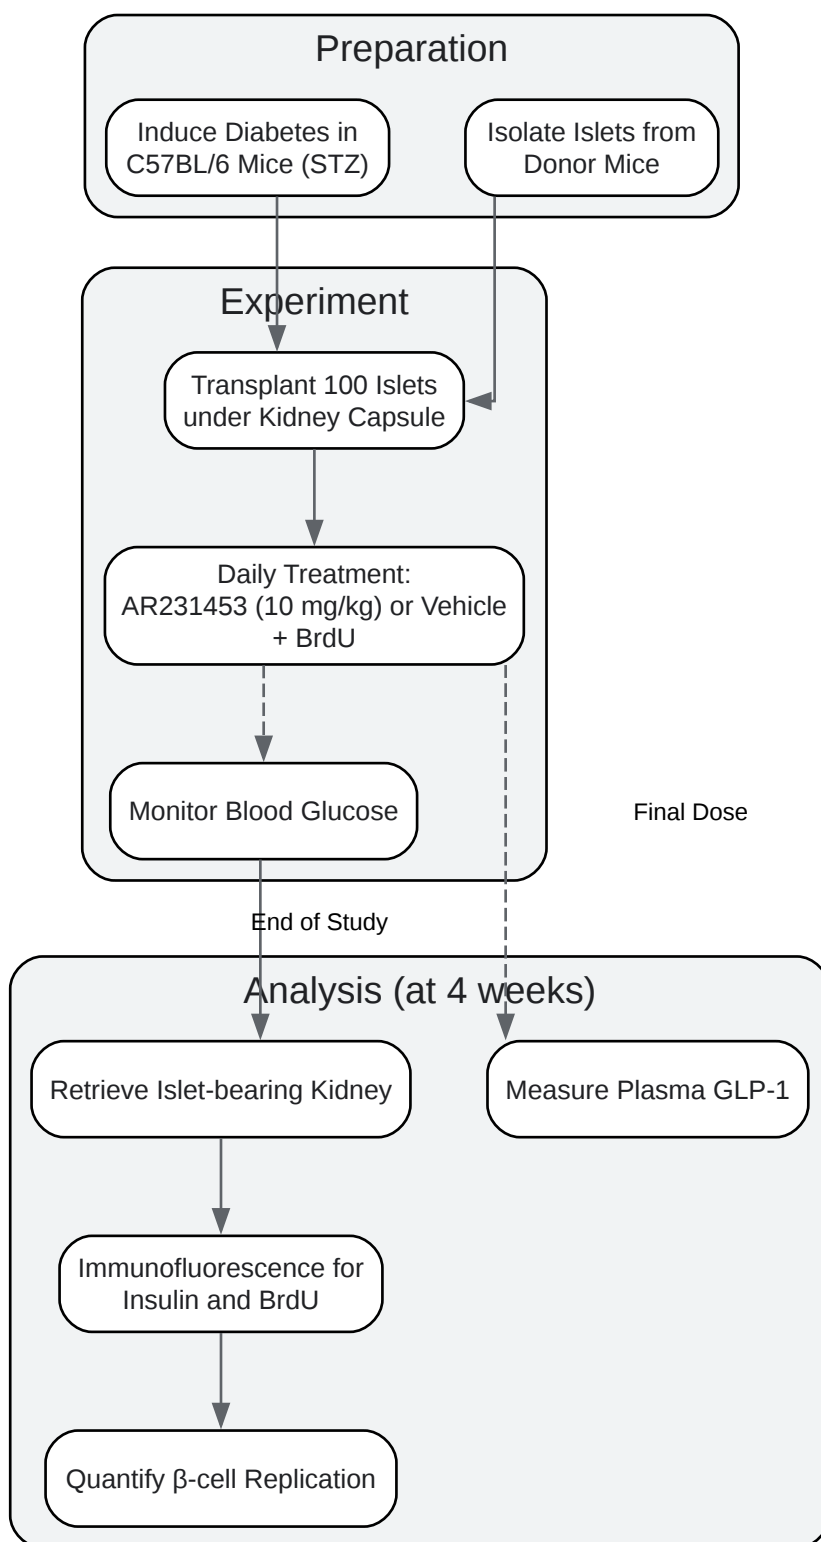 Preparation
Induce Diabetes in
C57BL/6 Mice (STZ)
Isolate Islets from
Donor Mice
Experiment
Transplant 100 Islets
under Kidney Capsule
Daily Treatment:
AR231453 (10 mg/kg) or Vehicle
+ BrdU
Monitor Blood Glucose
Final Dose
End of Study
Analysis (at 4 weeks)
Retrieve Islet-bearing Kidney
Measure Plasma GLP-1
Immunofluorescence for
Insulin and BrdU
Quantify β-cell Replication